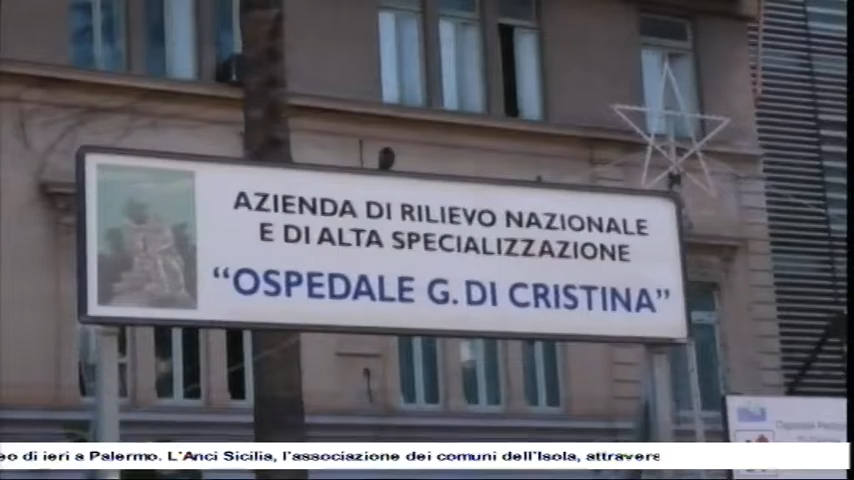 AZIENDA DI RILIEVO NAZIONALE
E DI ALTA SPECIALIZZAZIONE
“OSPEDALE G. DI CRISTINA”
eo di ieri a Palermo. L'Anci Sicilia, l'associazione dei comuni dell'Isola, attravers